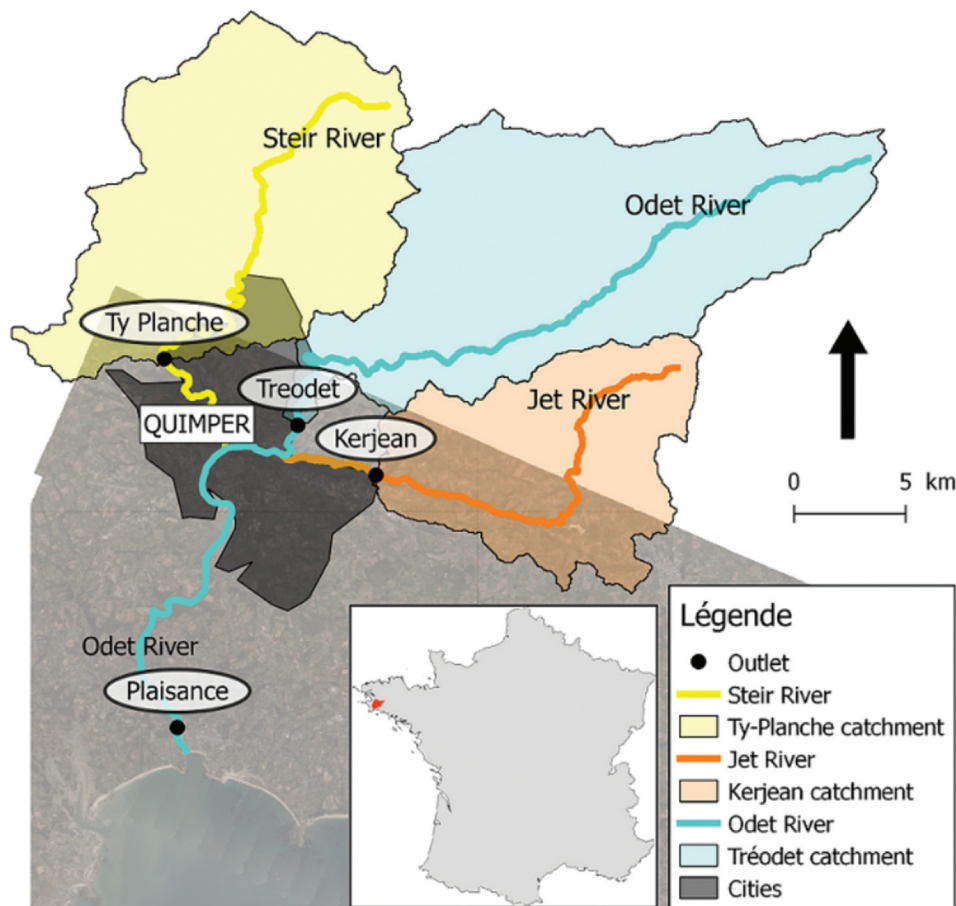 Steir River
Odet River
Ty Planche
Treodet
QUIMPER
Jet River
Kerjean
0 5 km
Odet River
Plaisance
Légende
Outlet
Steir River
Ty-Planche catchment
Jet River
Kerjean catchment
Odet River
Tréodet catchment
Cities